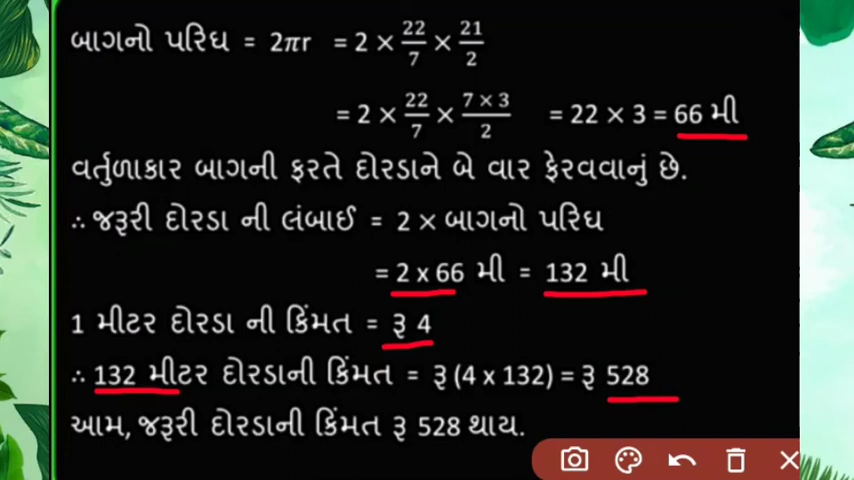 બાગનો પરિઘ = 2πr = 2 × 22/7 × 21/2
= 2 × 22/7 × 7 × 3/2 = 22 × 3 = 66 મી
વર્તુળાકાર બાગની ફરતે દોરડાને બે વાર ફેરવવાનું છે.
∴ જરૂરી દોરડા ની લંબાઈ = 2 × બાગનો પરિઘ
= 2 x 66 મી = 132 મી
1 મીટર દોરડા ની કિંમત = રૂ 4
∴ 132 મીટર દોરડાની કિંમત = રૂ (4 x 132) = રૂ 528
આમ, જરૂરી દોરડાની કિંમત રૂ 528 થાય.